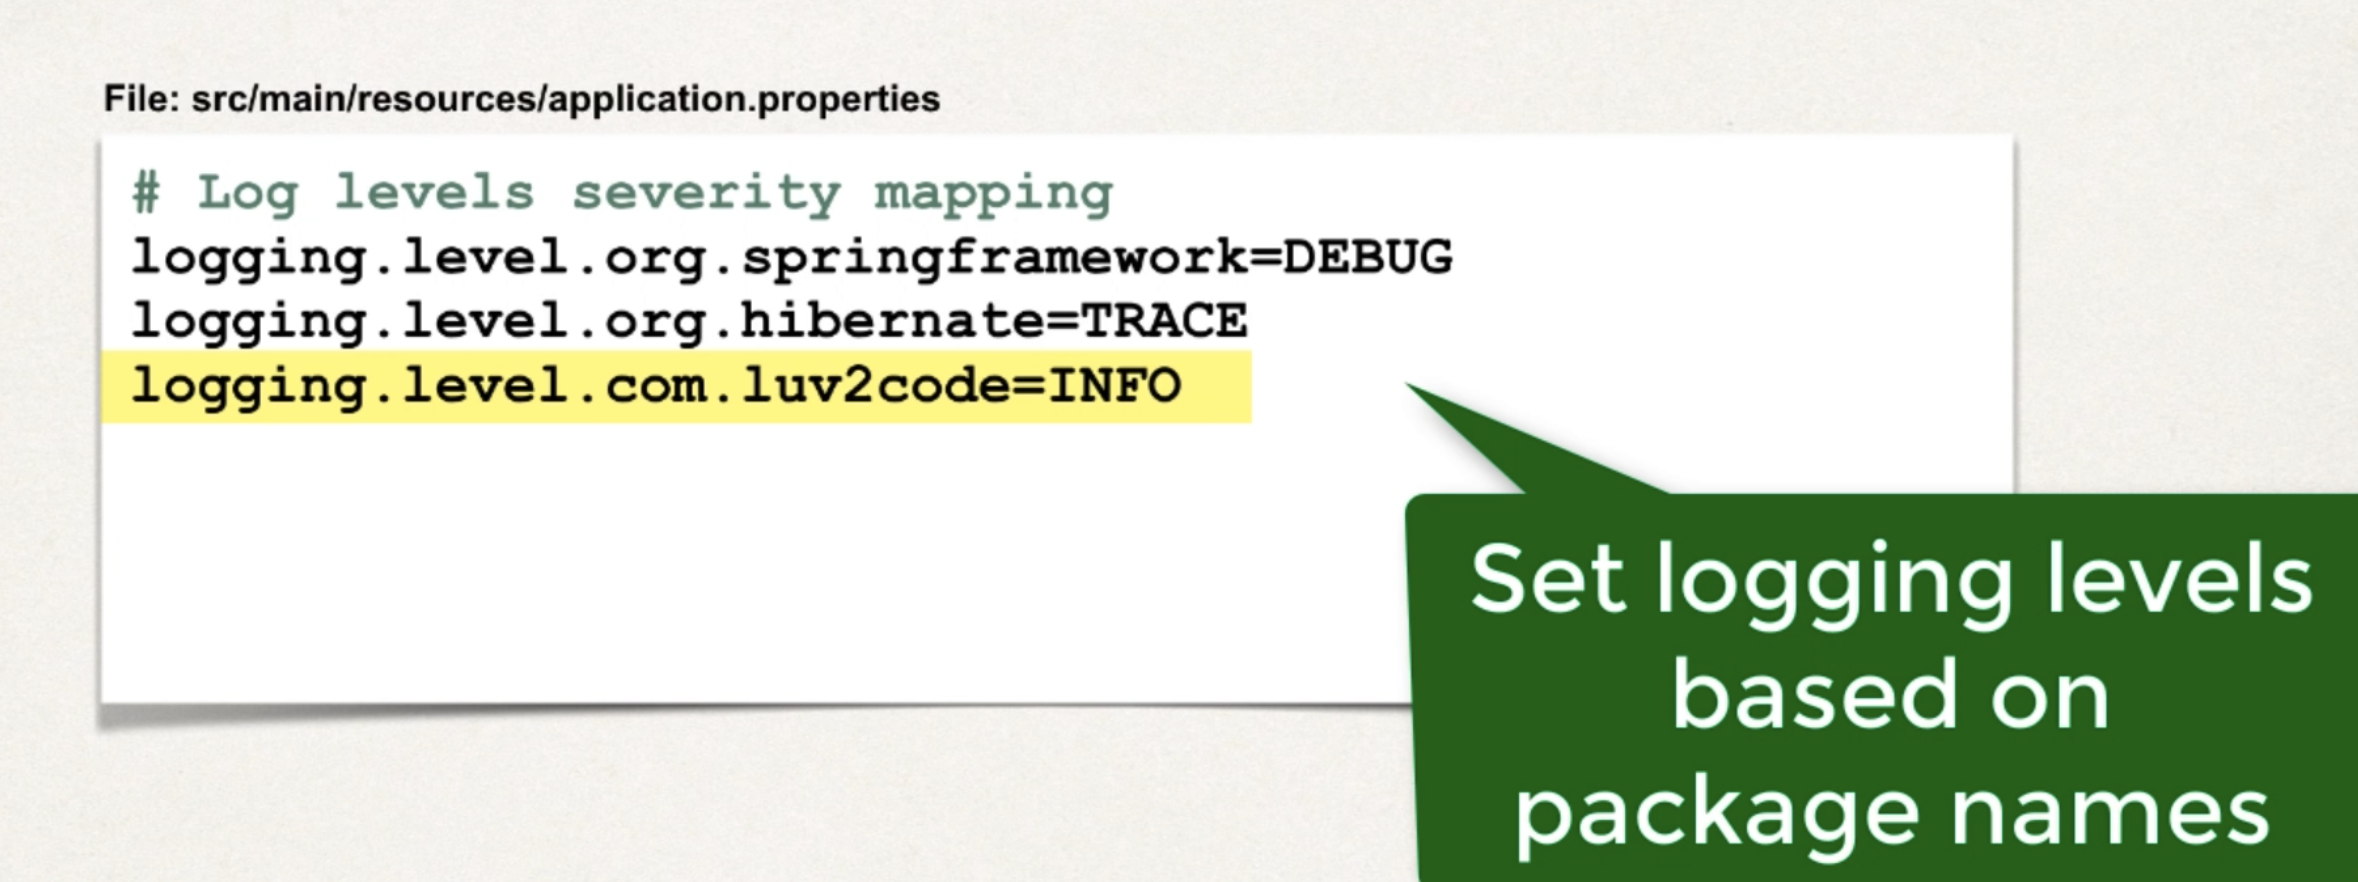 File: src/main/resources/application.properties
# Log levels severity mapping
logging.level.org.springframework=DEBUG
logging.level.org.hibernate=TRACE
logging.level.com.luv2code=INFO
Set logging levels
based on
package names